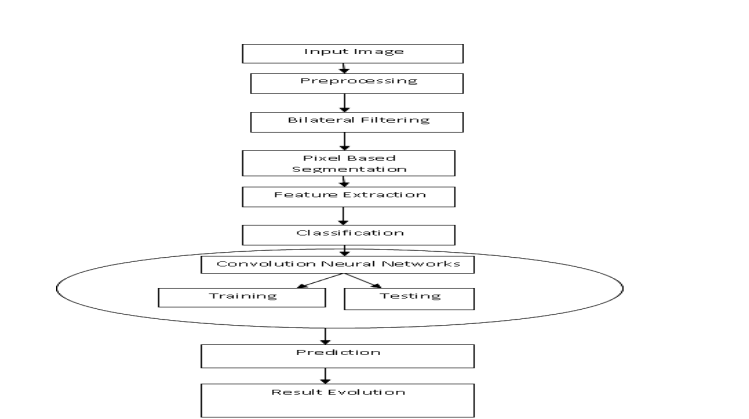 Input Image
Preprocessing
Bilateral Filtering
Pixel Based
Segmentation
Feature Extraction
Classification
Convolution Neural Networks
Training
Testing
Prediction
Result Evolution